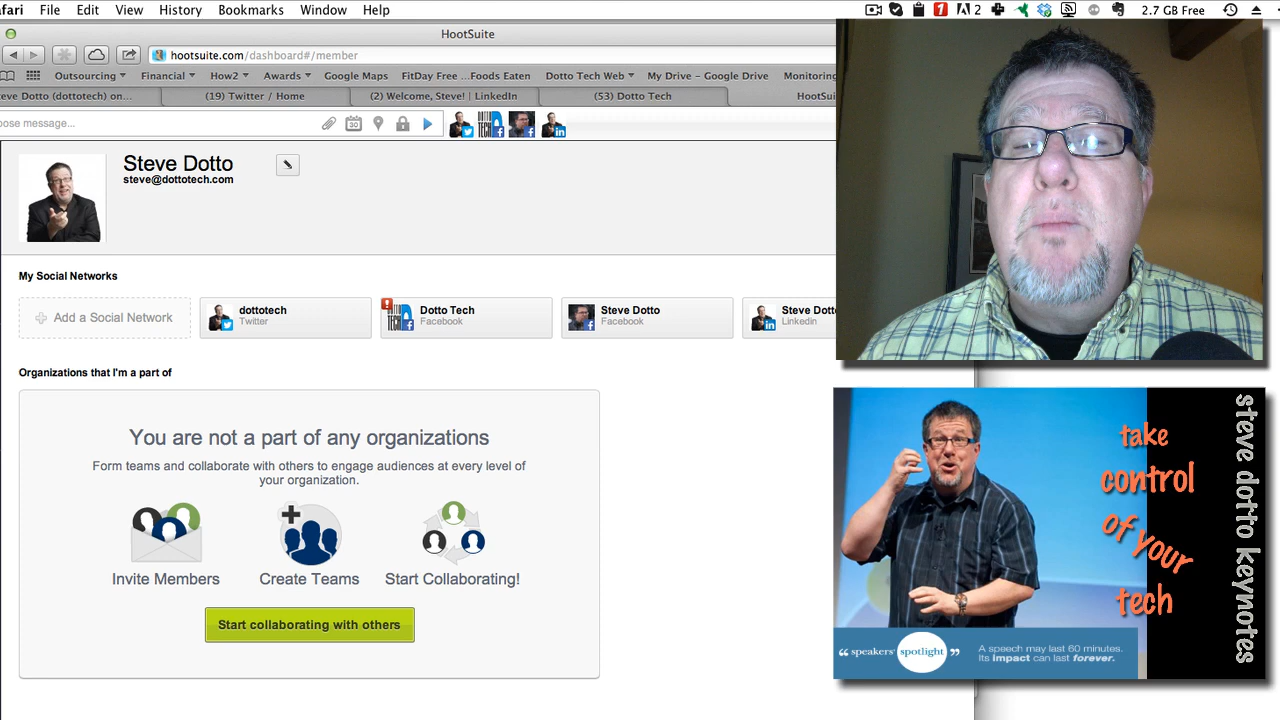 afari File Edit View History Bookmarks Window Help
1 2 2.7 GB Free
HootSuite
hootsuite.com/dashboard#/member
Outsourcing Financial How2 Awards Google Maps FitDay Free ...Foods Eaten Dotto Tech Web My Drive - Google Drive Monitoring
eve Dotto (dottotech) on... (19) Twitter / Home (2) Welcome, Steve! | LinkedIn (53) Dotto Tech HootSui
pose message...
30
Steve Dotto
steve@dottotech.com
My Social Networks
Add a Social Network
dottotech
Twitter
Dotto Tech
Facebook
Steve Dotto
Facebook
Steve Dotto
Linkedin
Organizations that I'm a part of
You are not a part of any organizations
Form teams and collaborate with others to engage audiences at every level of
your organization.
Invite Members Create Teams Start Collaborating!
Start collaborating with others
take
control
of your
tech
steve dotto keynotes
“ speakers' spotlight ”
A speech may last 60 minutes.
Its impact can last forever.